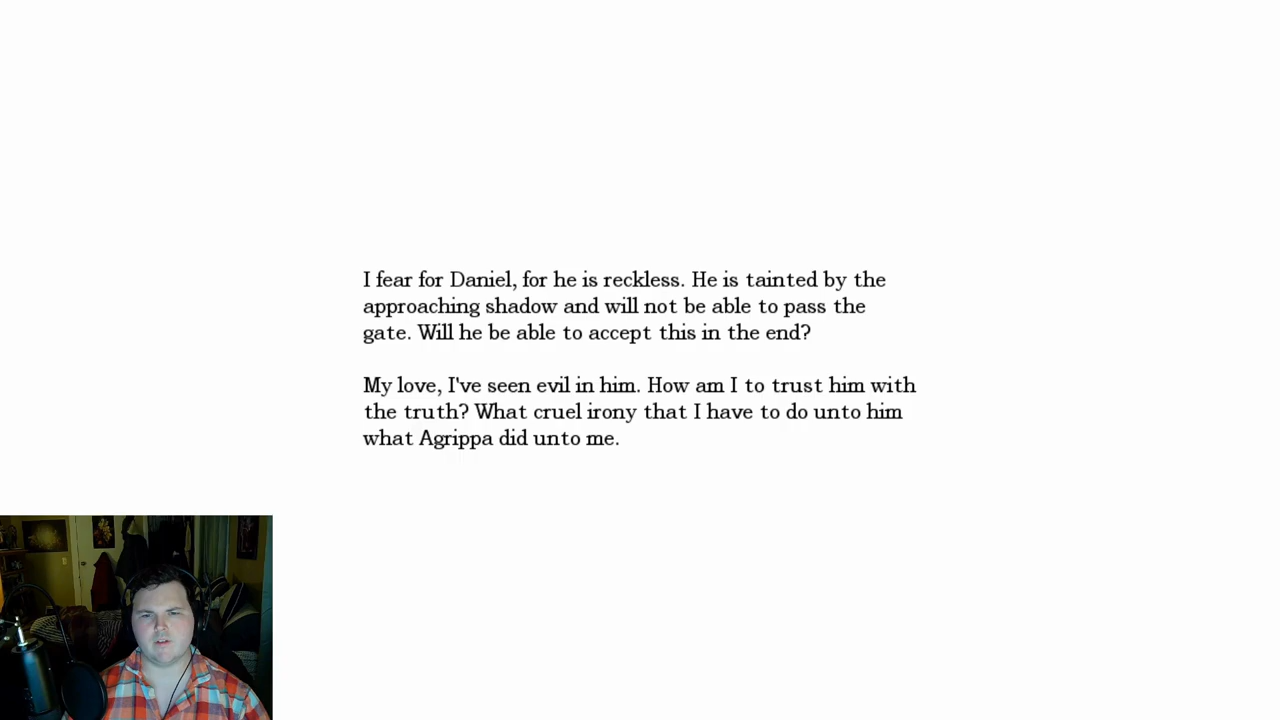 I fear for Daniel, for he is reckless. He is tainted by the
approaching shadow and will not be able to pass the
gate. Will he be able to accept this in the end?
My love, I've seen evil in him. How am I to trust him with
the truth? What cruel irony that I have to do unto him
what Agrippa did unto me.